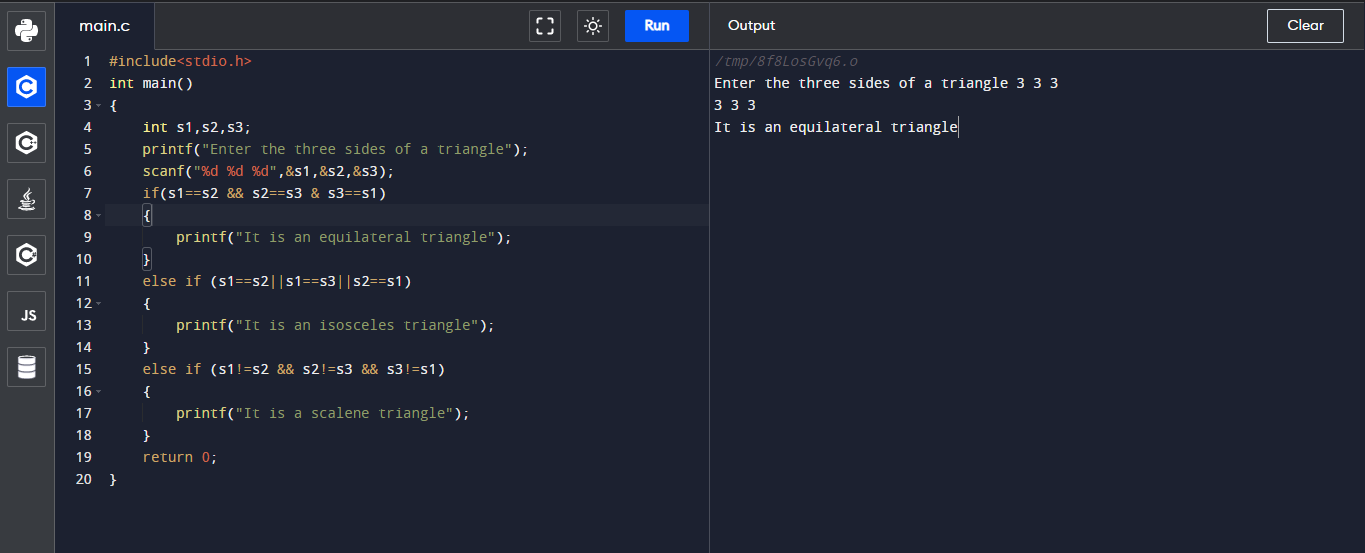 main.c
Run
Output
Clear
1 #include<stdio.h>
2 int main()
3 {
4 int s1,s2,s3;
5 printf("Enter the three sides of a triangle");
6 scanf("%d %d %d",&s1,&s2,&s3);
7 if(s1==s2 && s2==s3 & s3==s1)
8 {
9 printf("It is an equilateral triangle");
10 }
11 else if (s1==s2||s1==s3||s2==s1)
12 {
13 printf("It is an isosceles triangle");
14 }
15 else if (s1!=s2 && s2!=s3 && s3!=s1)
16 {
17 printf("It is a scalene triangle");
18 }
19 return 0;
20 }
/tmp/8f8LosGvq6.o
Enter the three sides of a triangle 3 3 3
3 3 3
It is an equilateral triangle
JS